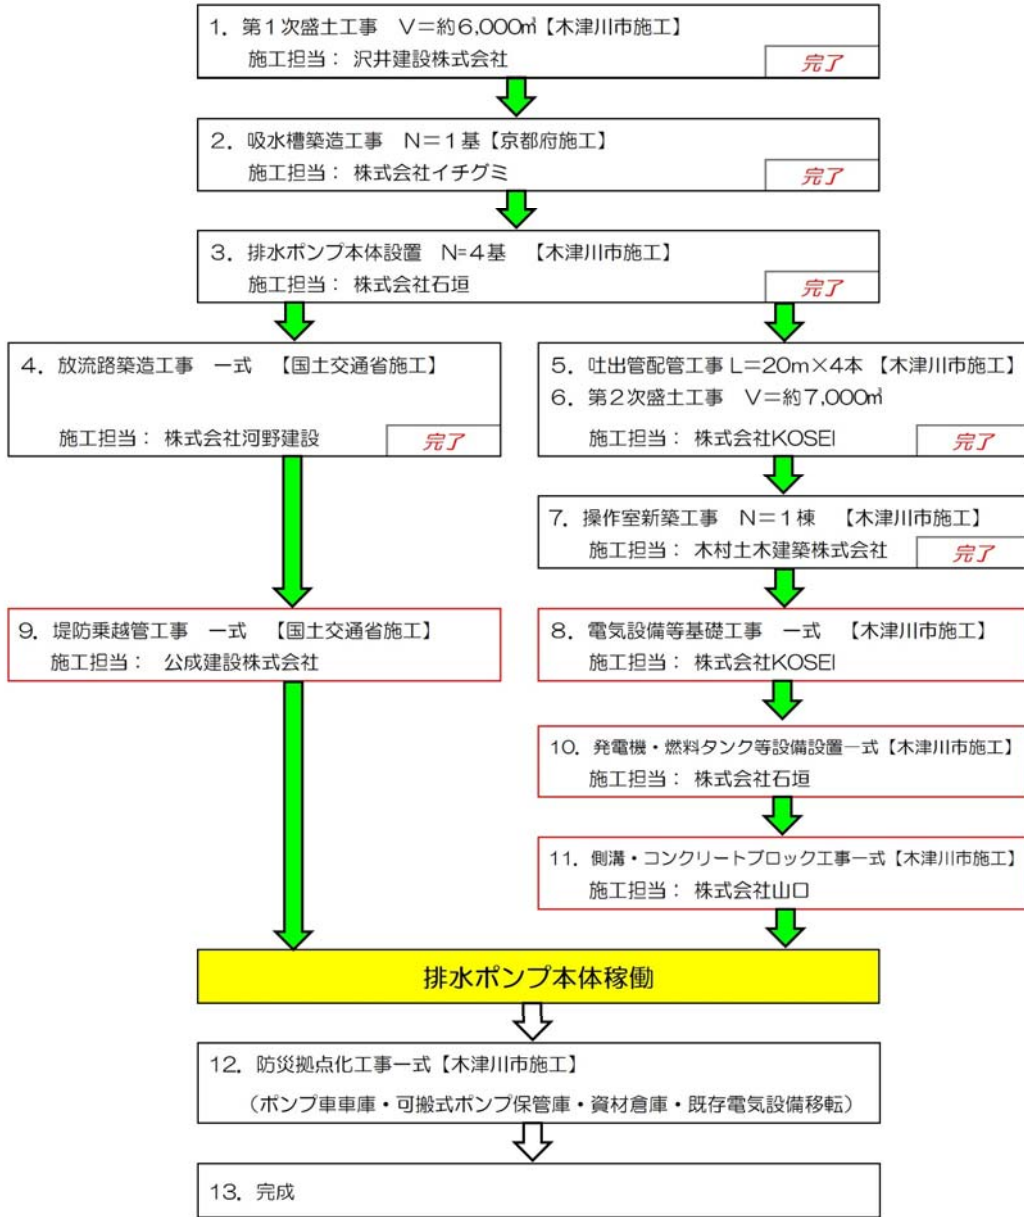 1．第１次盛土工事　Ｖ＝約６,000㎥【木津川市施工】
施工担当： 沢井建設株式会社
完了
2．吸水槽築造工事　Ｎ＝１基【京都府施工】
施工担当： 株式会社イチグミ
完了
3．排水ポンプ本体設置　N=４基　【木津川市施工】
施工担当： 株式会社石垣
完了
4．放流路築造工事　一式　【国土交通省施工】
施工担当： 株式会社河野建設
完了
5．吐出管配管工事Ｌ=20ｍ×４本 【木津川市施工】
6．第２次盛土工事　Ｖ＝約７,000㎥
施工担当： 株式会社KOSEI
完了
7．操作室新築工事　Ｎ＝１棟　【木津川市施工】
施工担当： 木村土木建築株式会社
完了
9．堤防乗越管工事　一式　【国土交通省施工】
施工担当： 公成建設株式会社
8．電気設備等基礎工事　一式　【木津川市施工】
施工担当： 株式会社KOSEI
10．発電機・燃料タンク等設備設置一式【木津川市施工】
施工担当： 株式会社石垣
11．側溝・コンクリートブロック工事一式【木津川市施工】
施工担当： 株式会社山口
排水ポンプ本体稼働
12．防災拠点化工事一式【木津川市施工】
（ポンプ車車庫・可搬式ポンプ保管庫・資材倉庫・既存電気設備移転）
13．完成